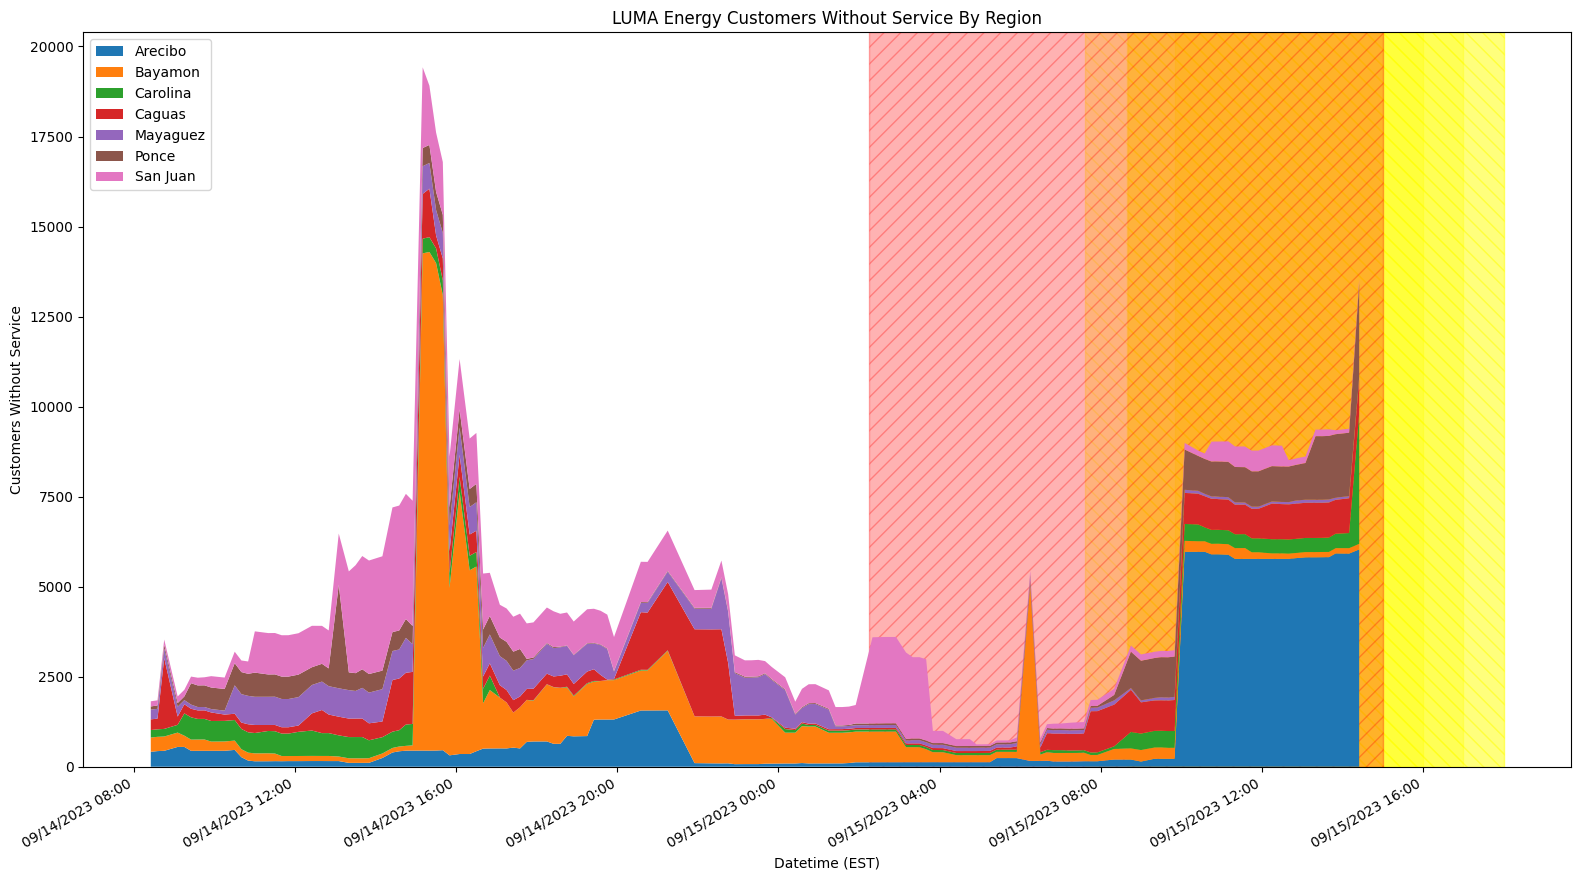 LUMA Energy Customers Without Service By Region
20000
17500
15000
12500
10000
7500
5000
2500
0
Customers Without Service
Arecibo
Bayamon
Carolina
Caguas
Mayaguez
Ponce
San Juan
09/14/2023 08:00
09/14/2023 12:00
09/14/2023 16:00
09/14/2023 20:00
09/15/2023 00:00
09/15/2023 04:00
09/15/2023 08:00
09/15/2023 12:00
09/15/2023 16:00
Datetime (EST)